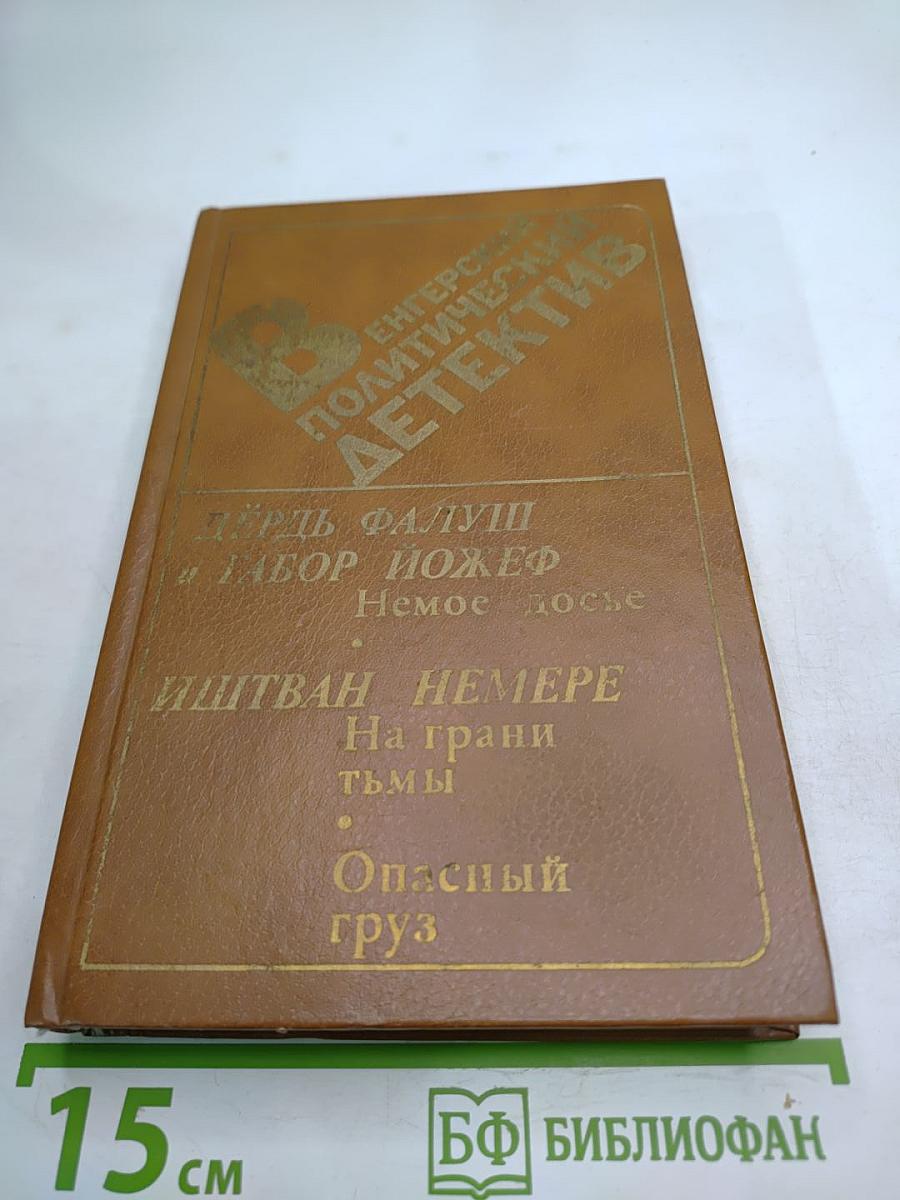 ВЕНГЕРСКИЙ
ПОЛИТИЧЕСКИЙ
ДЕТЕКТИВ
ДЁРДЬ ФАЛУШ
и ГАБОР ЙОЖЕФ
Немое досье
•
ИШТВАН НЕМЕРЕ
На грани
тьмы
•
Опасный
груз
15 см
БФ БИБЛИОФАН